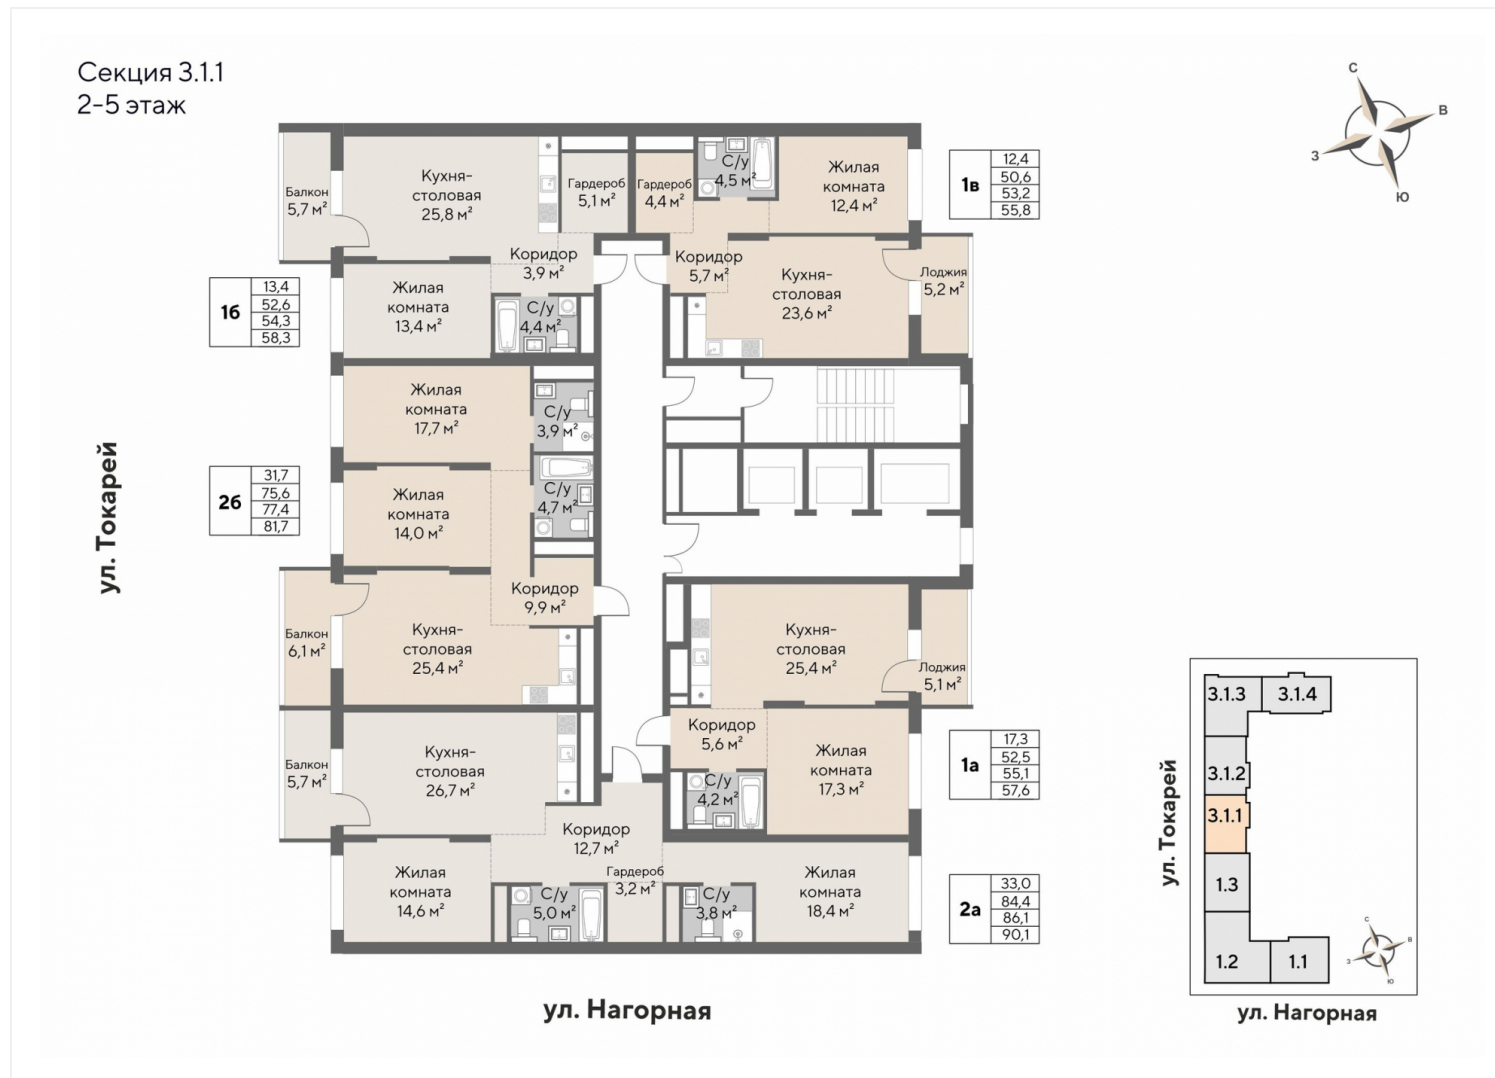 Секция 3.1.1
2-5 этаж
С
В
З
Ю
Балкон
5,7 м²
Кухня-
столовая
25,8 м²
Гардероб
5,1 м²
Гардероб
4,4 м²
С/у
4,5 м²
Жилая
комната
12,4 м²
1в
12,4
50,6
53,2
55,8
Коридор
3,9 м²
Коридор
5,7 м²
Кухня-
столовая
23,6 м²
Лоджия
5,2 м²
1б
13,4
52,6
54,3
58,3
Жилая
комната
13,4 м²
С/у
4,4 м²
Жилая
комната
17,7 м²
С/у
3,9 м²
2б
31,7
75,6
77,4
81,7
Жилая
комната
14,0 м²
С/у
4,7 м²
ул. Токарей
Коридор
9,9 м²
Балкон
6,1 м²
Кухня-
столовая
25,4 м²
Кухня-
столовая
25,4 м²
Лоджия
5,1 м²
Балкон
5,7 м²
Кухня-
столовая
26,7 м²
Коридор
5,6 м²
С/у
4,2 м²
Жилая
комната
17,3 м²
1а
17,3
52,5
55,1
57,6
Коридор
12,7 м²
Жилая
комната
14,6 м²
С/у
5,0 м²
Гардероб
3,2 м²
С/у
3,8 м²
Жилая
комната
18,4 м²
2а
33,0
84,4
86,1
90,1
ул. Нагорная
3.1.3
3.1.4
3.1.2
3.1.1
1.3
1.2
1.1
ул. Токарей
С
В
З
Ю
ул. Нагорная